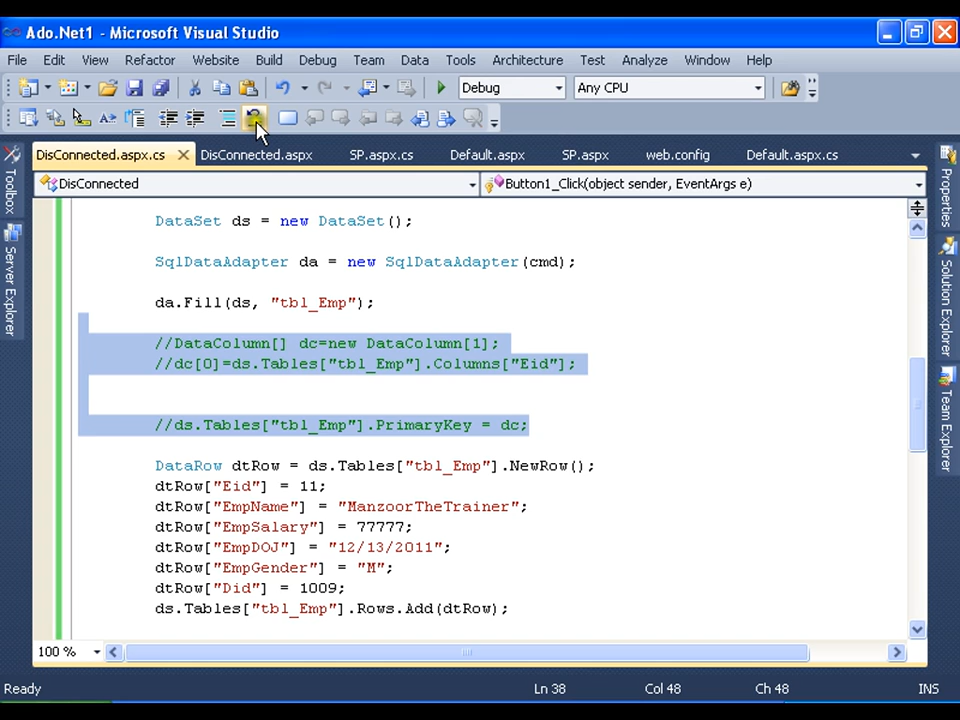 Ado.Net1 - Microsoft Visual Studio
File Edit View Refactor Website Build Debug Team Data Tools Architecture Test Analyze Window Help
Debug Any CPU
DisConnected.aspx.cs DisConnected.aspx SP.aspx.cs Default.aspx SP.aspx web.config Default.aspx.cs
DisConnected Button1_Click(object sender, EventArgs e)
Toolbox
Server Explorer
DataSet ds = new DataSet();
SqlDataAdapter da = new SqlDataAdapter(cmd);
da.Fill(ds, "tbl_Emp");
//DataColumn[] dc=new DataColumn[1];
//dc[0]=ds.Tables["tbl_Emp"].Columns["Eid"];
//ds.Tables["tbl_Emp"].PrimaryKey = dc;
DataRow dtRow = ds.Tables["tbl_Emp"].NewRow();
dtRow["Eid"] = 11;
dtRow["EmpName"] = "ManzoorTheTrainer";
dtRow["EmpSalary"] = 77777;
dtRow["EmpDOJ"] = "12/13/2011";
dtRow["EmpGender"] = "M";
dtRow["Did"] = 1009;
ds.Tables["tbl_Emp"].Rows.Add(dtRow);
Properties
Solution Explorer
Team Explorer
100 %
Ready Ln 38 Col 48 Ch 48 INS